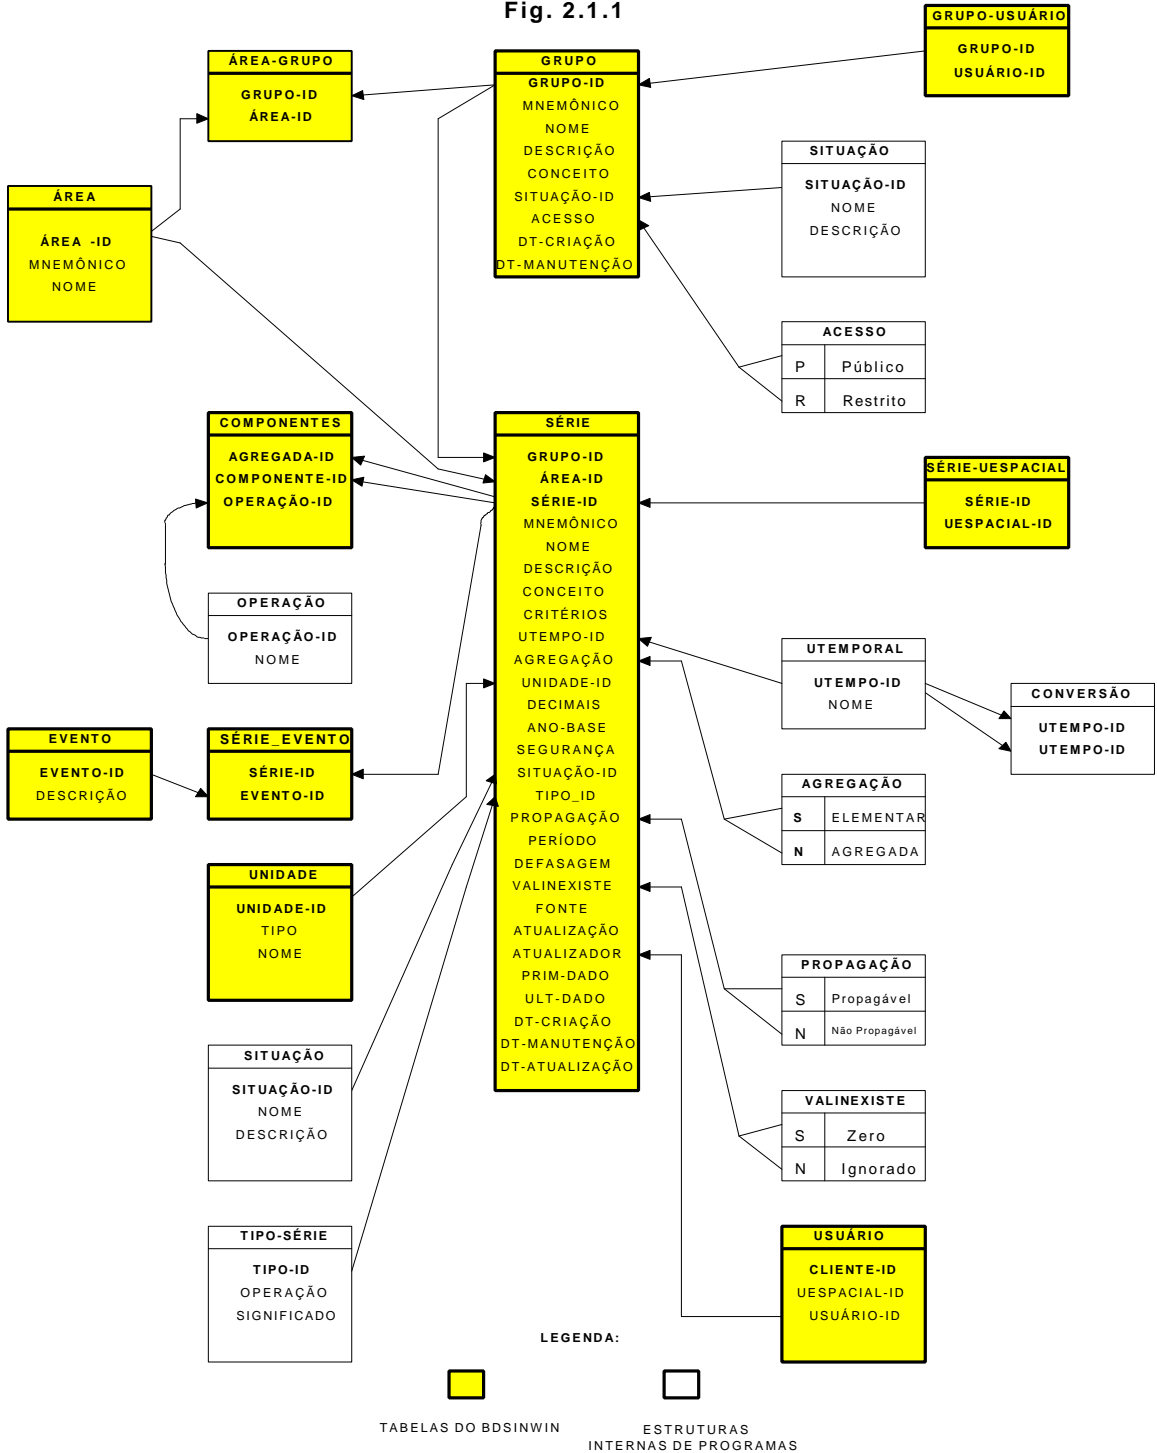 Fig. 2.1.1
GRUPO-USUÁRIO
GRUPO-ID
USUÁRIO-ID
ÁREA-GRUPO
GRUPO-ID
ÁREA-ID
GRUPO
GRUPO-ID
MNEMÔNICO
NOME
DESCRIÇÃO
CONCEITO
SITUAÇÃO-ID
ACESSO
DT-CRIAÇÃO
DT-MANUTENÇÃO
SITUAÇÃO
SITUAÇÃO-ID
NOME
DESCRIÇÃO
ÁREA
ÁREA -ID
MNEMÔNICO
NOME
ACESSO
P Público
R Restrito
COMPONENTES
AGREGADA-ID
COMPONENTE-ID
OPERAÇÃO-ID
SÉRIE
GRUPO-ID
ÁREA-ID
SÉRIE-ID
MNEMÔNICO
NOME
DESCRIÇÃO
CONCEITO
CRITÉRIOS
UTEMPO-ID
AGREGAÇÃO
UNIDADE-ID
DECIMAIS
ANO-BASE
SEGURANÇA
SITUAÇÃO-ID
TIPO_ID
PROPAGAÇÃO
PERÍODO
DEFASAGEM
VALINEXISTE
FONTE
ATUALIZAÇÃO
ATUALIZADOR
PRIM-DADO
ULT-DADO
DT-CRIAÇÃO
DT-MANUTENÇÃO
DT-ATUALIZAÇÃO
SÉRIE-UESPACIAL
SÉRIE-ID
UESPACIAL-ID
OPERAÇÃO
OPERAÇÃO-ID
NOME
UTEMPORAL
UTEMPO-ID
NOME
CONVERSÃO
UTEMPO-ID
UTEMPO-ID
EVENTO
EVENTO-ID
DESCRIÇÃO
SÉRIE_EVENTO
SÉRIE-ID
EVENTO-ID
AGREGAÇÃO
S ELEMENTAR
N AGREGADA
UNIDADE
UNIDADE-ID
TIPO
NOME
PROPAGAÇÃO
S Propagável
N Não Propagável
SITUAÇÃO
SITUAÇÃO-ID
NOME
DESCRIÇÃO
VALINEXISTE
S Zero
N Ignorado
TIPO-SÉRIE
TIPO-ID
OPERAÇÃO
SIGNIFICADO
USUÁRIO
CLIENTE-ID
UESPACIAL-ID
USUÁRIO-ID
LEGENDA:
TABELAS DO BDSINWIN
ESTRUTURAS
INTERNAS DE PROGRAMAS